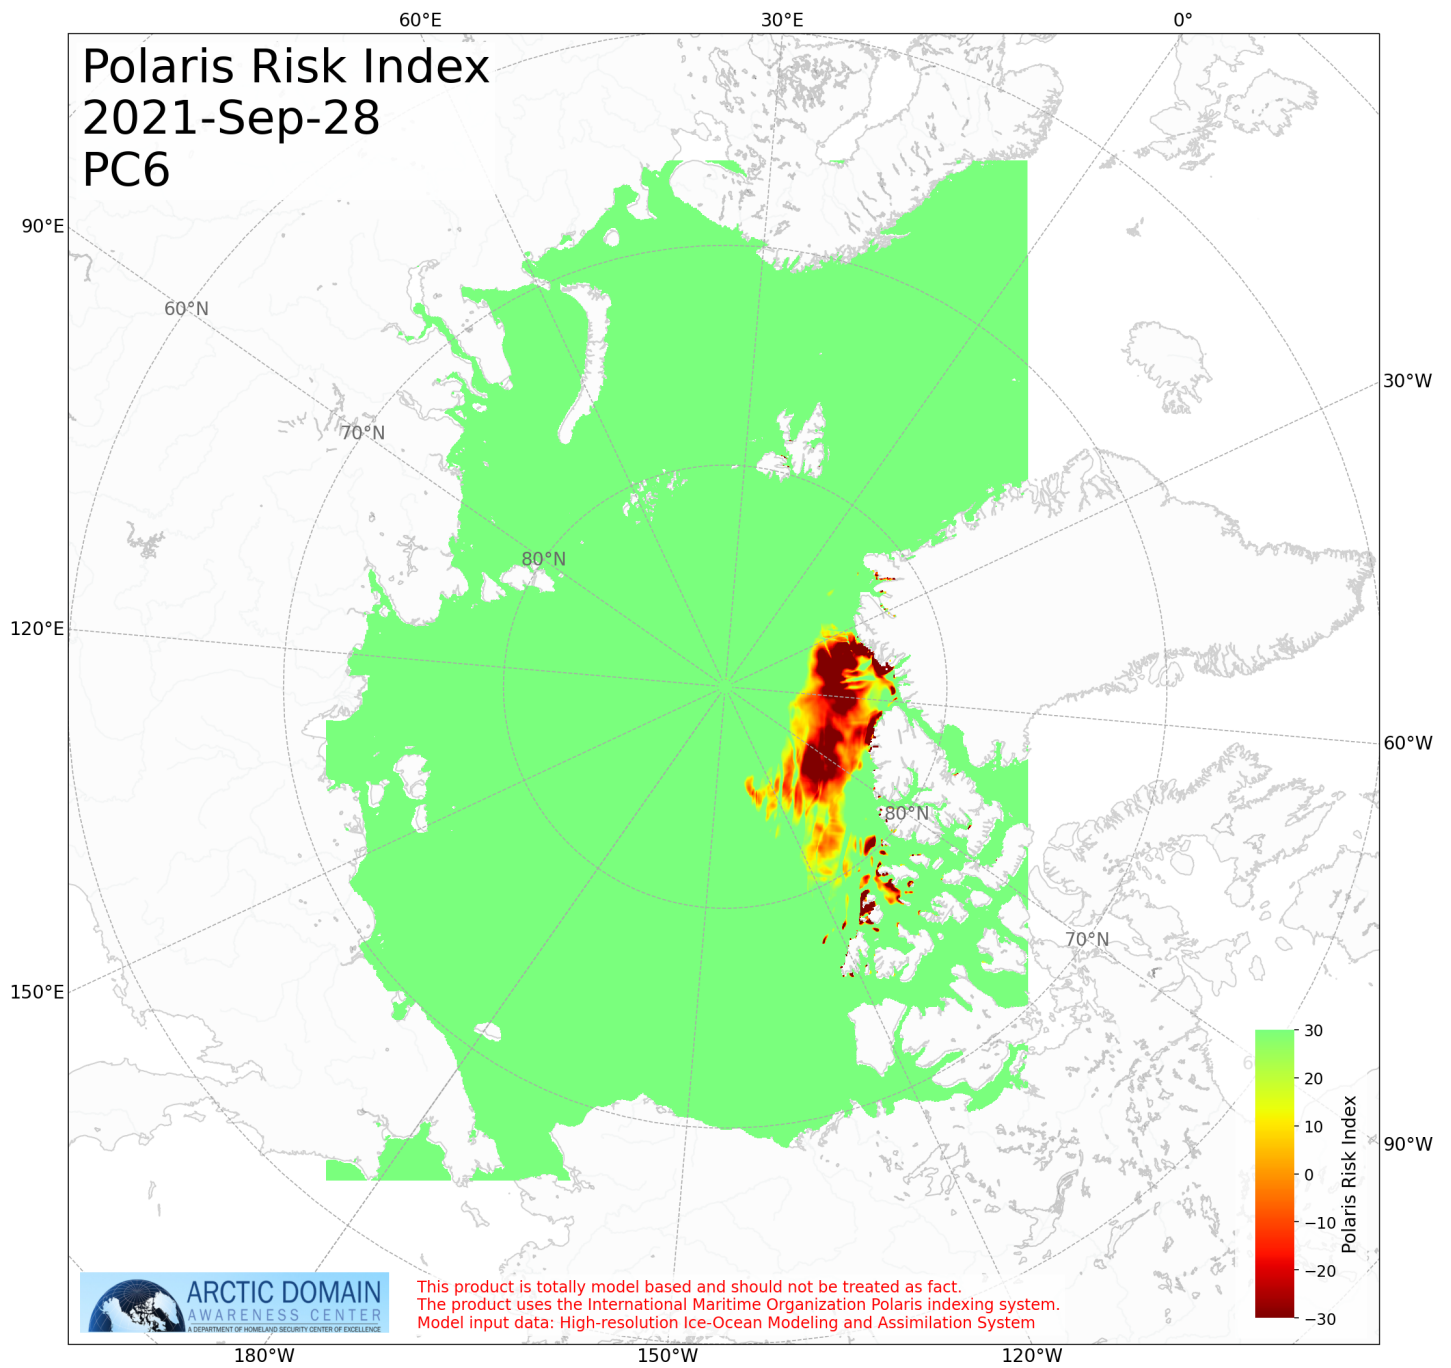 60°E 30°E 0°
Polaris Risk Index
2021-Sep-28
PC6
90°E
60°N
30°W
70°N
80°N
120°E
60°W
80°N
70°N
150°E
30
20
10
0
−10
−20
−30
Polaris Risk Index
90°W
ARCTIC DOMAIN
AWARENESS CENTER
A DEPARTMENT OF HOMELAND SECURITY CENTER OF EXCELLENCE
This product is totally model based and should not be treated as fact.
The product uses the International Maritime Organization Polaris indexing system.
Model input data: High-resolution Ice-Ocean Modeling and Assimilation System
180°W 150°W 120°W